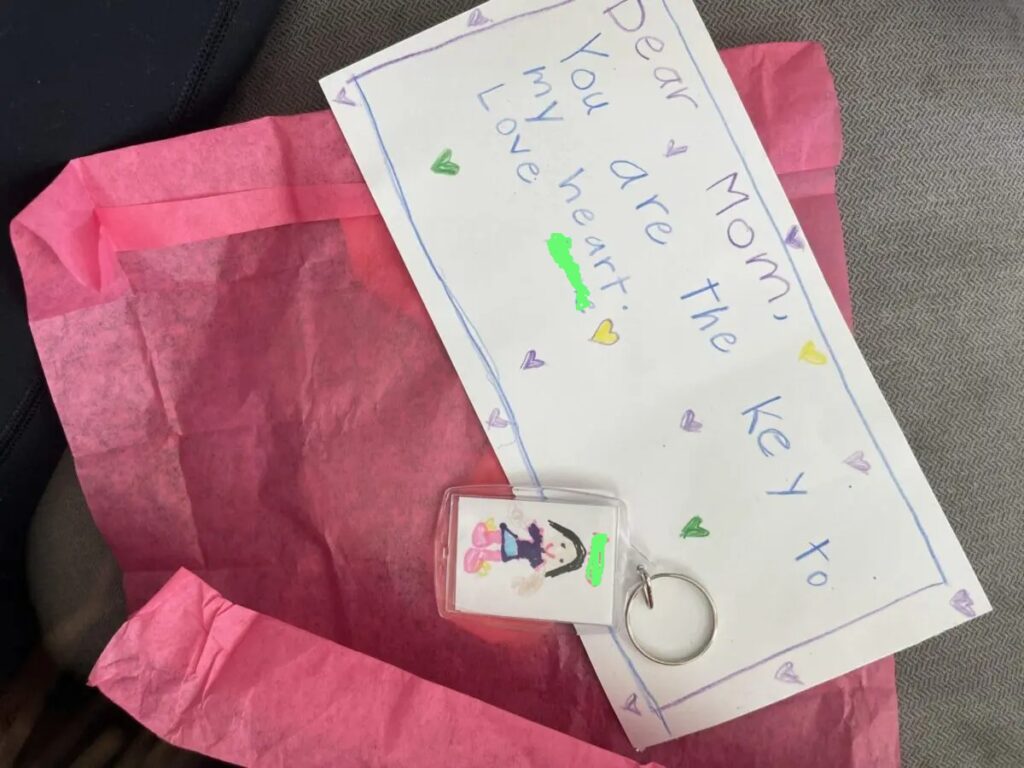 Dear Mom,
You are the key to
my heart.
Love